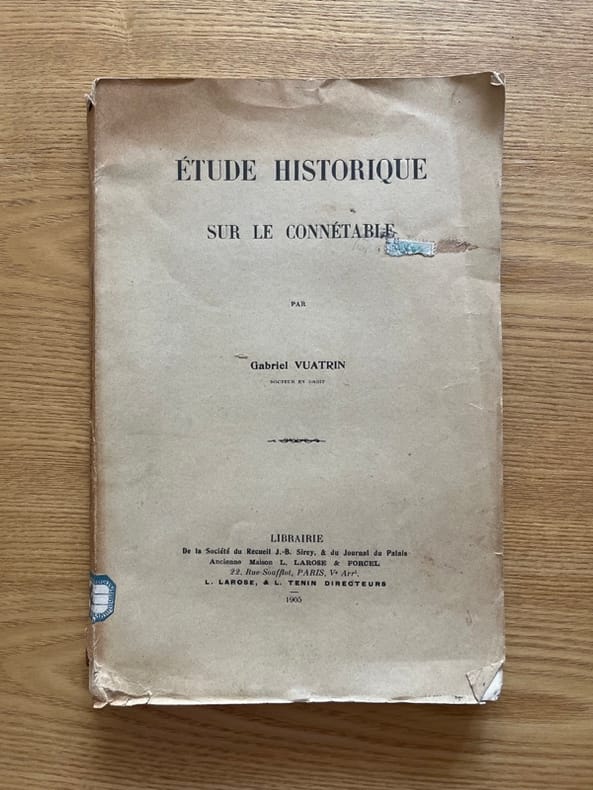 ÉTUDE HISTORIQUE
SUR LE CONNÉTABLE
PAR
Gabriel VUATRIN
DOCTEUR EN DROIT
LIBRAIRIE
De la Société du Recueil J.-B. Sirey, & du Journal du Palais
Ancienne Maison L. LAROSE & FORCEL
22, Rue Soufflot, PARIS, Vᵉ Arrᵗ.
L. LAROSE, & L. TENIN DIRECTEURS
1905